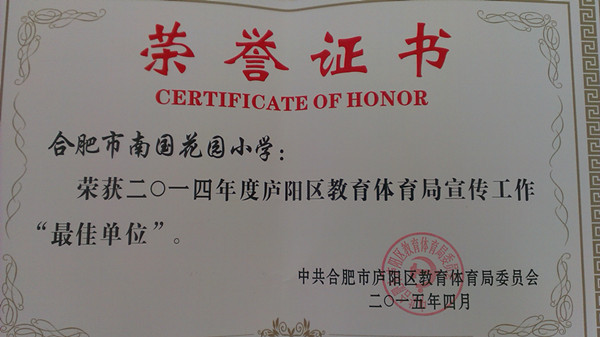 荣誉证书
CERTIFICATE OF HONOR
合肥市南国花园小学：
荣获二〇一四年度庐阳区教育体育局宣传工作
“最佳单位”。
中共合肥市庐阳区教育体育局委员会
二〇一五年四月